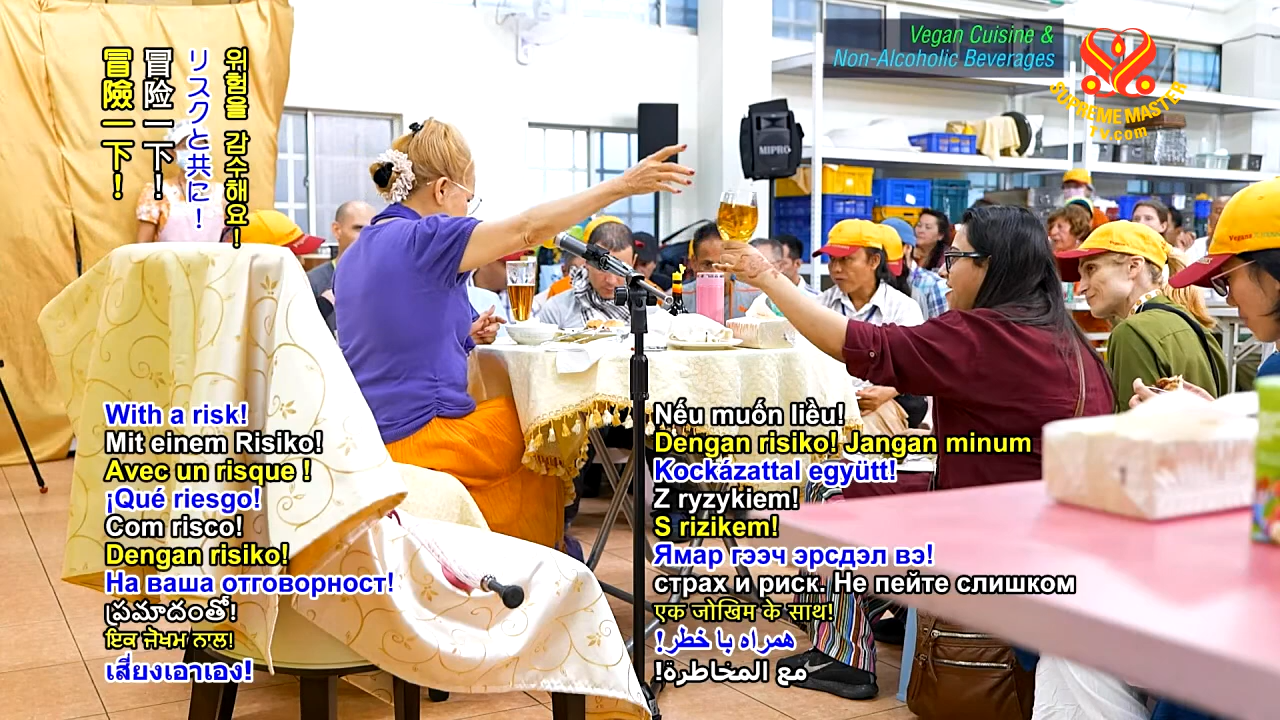 Vegan Cuisine &
Non-Alcoholic Beverages
SUPREME MASTER
TV.com
MIPRO
위험을 감수해요!
リスクと共に!
冒险一下!
冒險一下!
With a risk!
Mit einem Risiko!
Avec un risque !
¡Qué riesgo!
Com risco!
Dengan risiko!
На ваша отговорност!
ప్రమాదంతో!
ਇਕ ਜੋਖਮ ਨਾਲ!
เสี่ยงเอาเอง!
Nếu muốn liều!
Dengan risiko! Jangan minum
Kockázattal együtt!
Z ryzykiem!
S rizikem!
Ямар гээч эрсдэл вэ!
страх и риск. Не пейте слишком
एक जोखिम के साथ!
همراه با خطر!
مع المخاطرة!